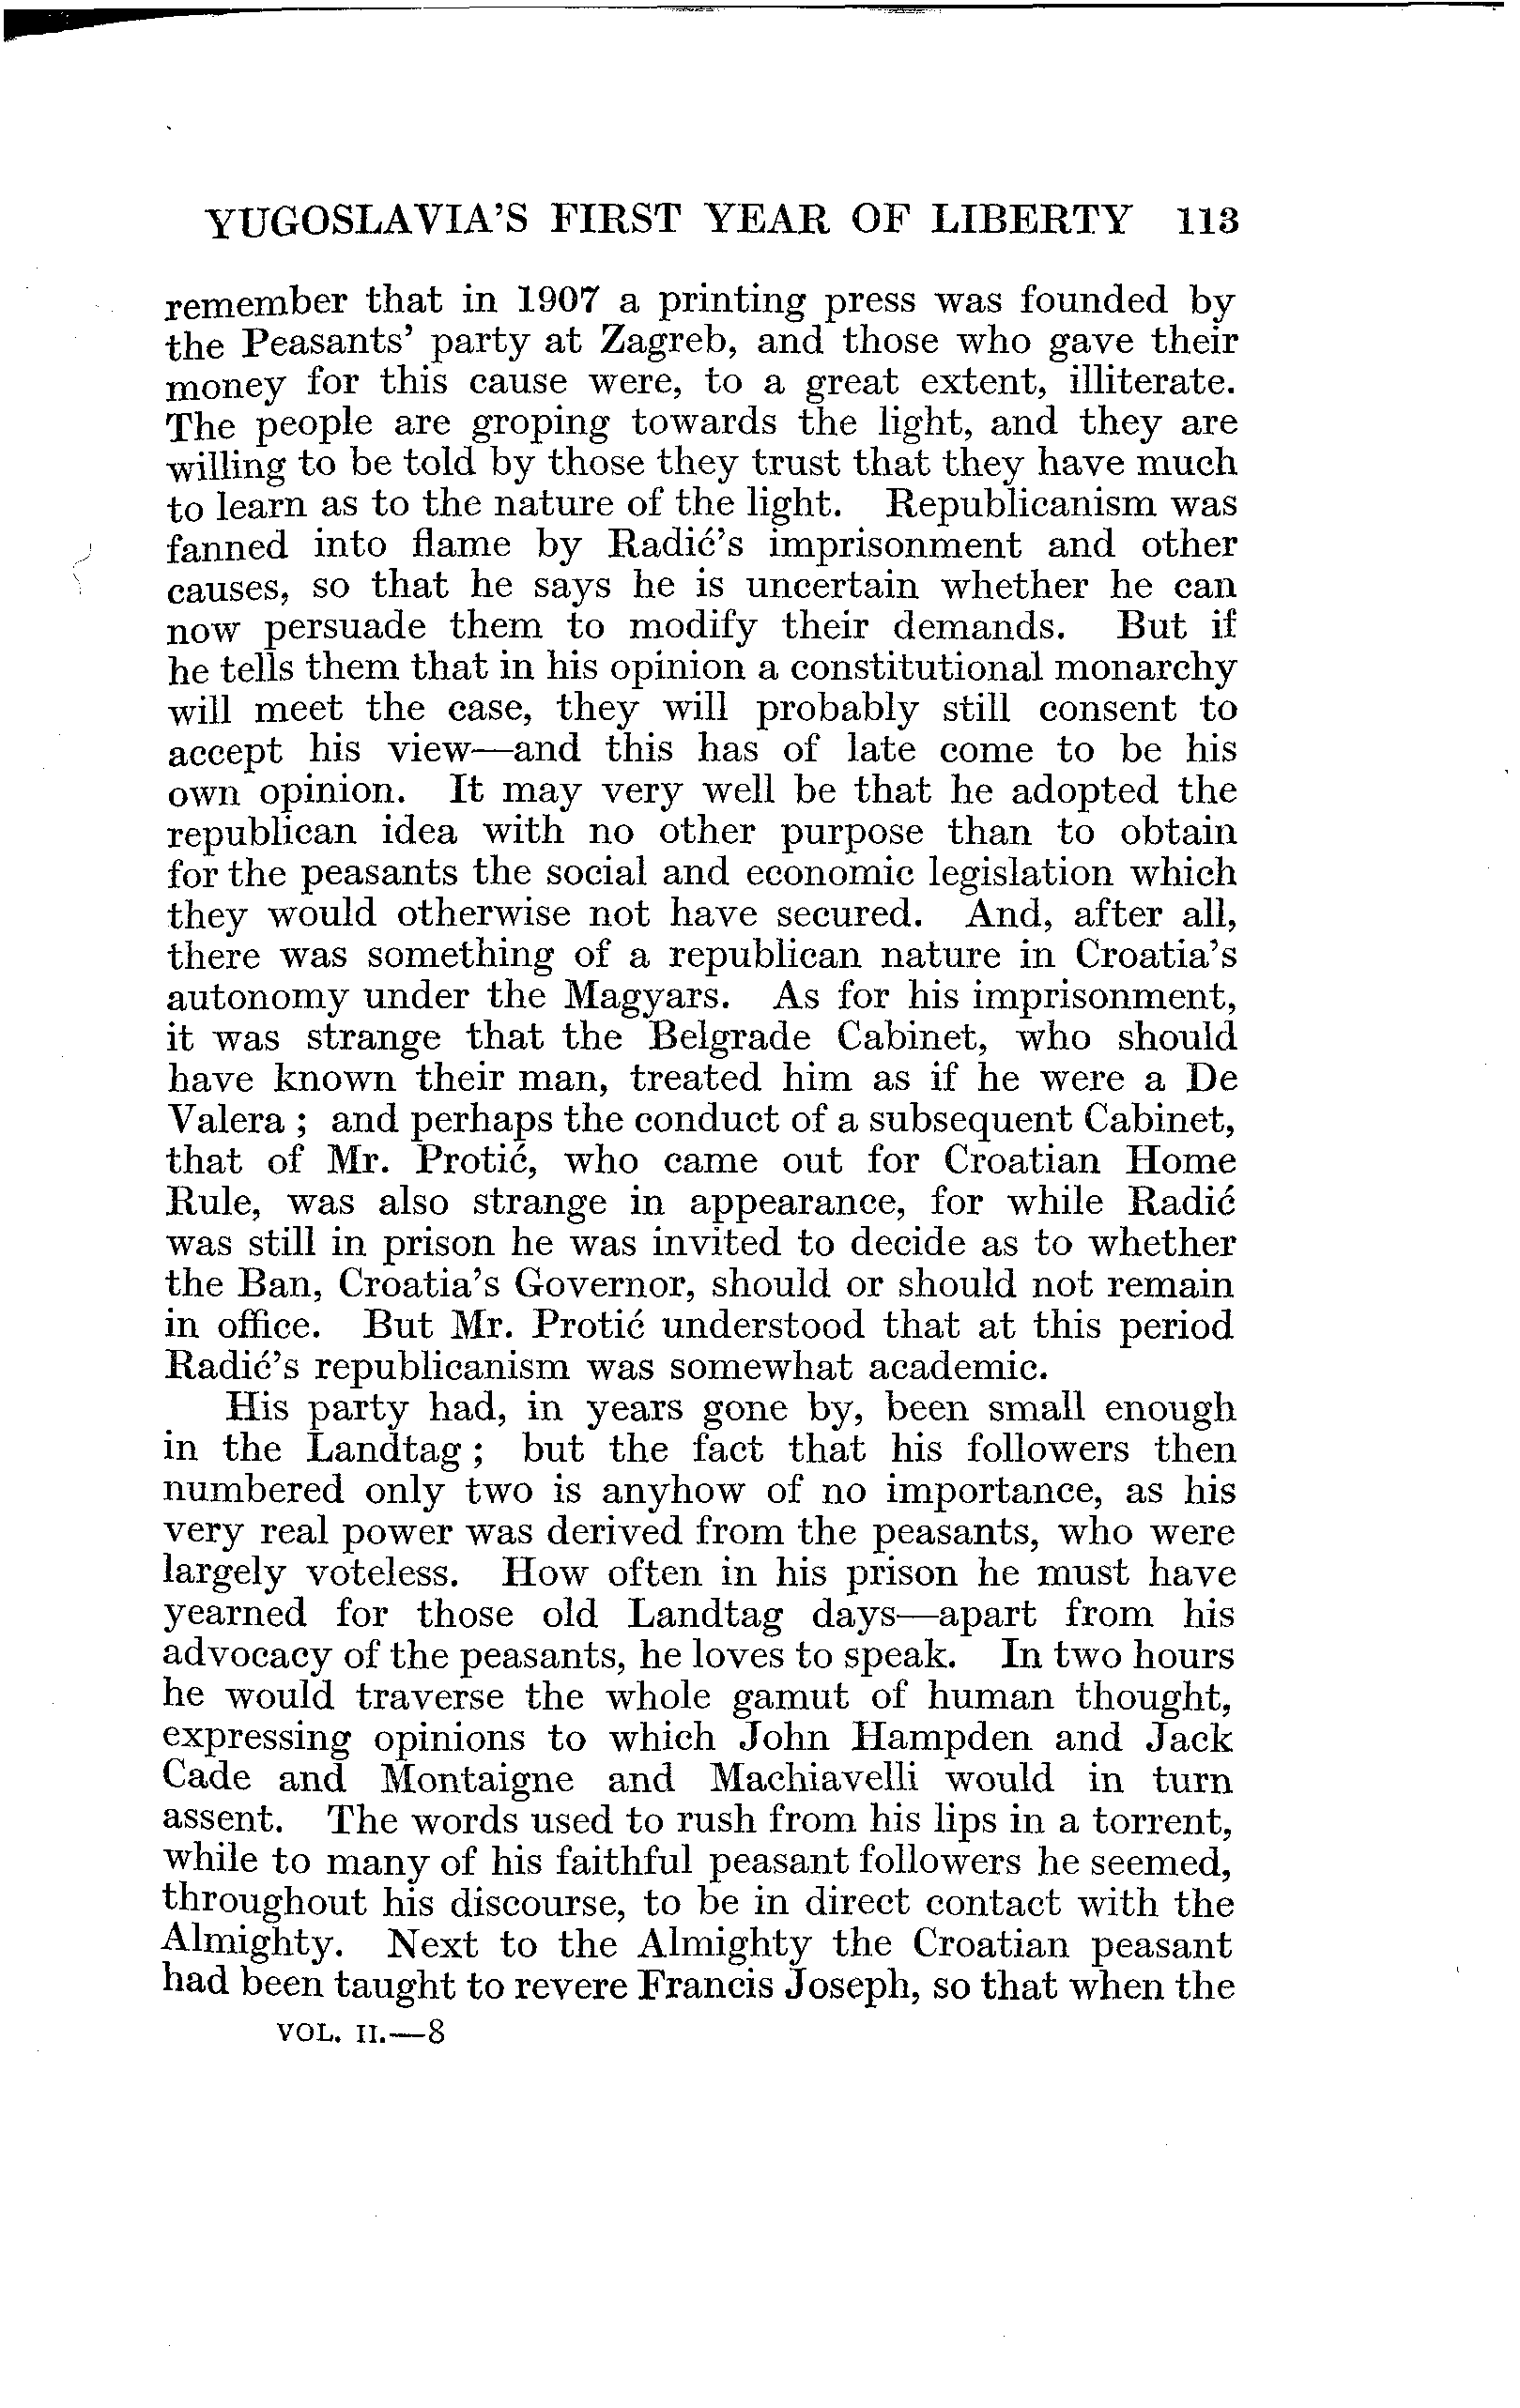 YUGOSLAVIA'S FIRST YEAR OF LIBERTY 113
remember that in 1907 a printing press was founded by
the Peasants' party at Zagreb, and those who gave their
money for this cause were, to a great extent, illiterate.
The people are groping towards the light, and they are
willing to be told by those they trust that they have much
to learn as to the nature of the light. Republicanism was
fanned into flame by Radić's imprisonment and other
causes, so that he says he is uncertain whether he can
now persuade them to modify their demands. But if
he tells them that in his opinion a constitutional monarchy
will meet the case, they will probably still consent to
accept his view—and this has of late come to be his
own opinion. It may very well be that he adopted the
republican idea with no other purpose than to obtain
for the peasants the social and economic legislation which
they would otherwise not have secured. And, after all,
there was something of a republican nature in Croatia's
autonomy under the Magyars. As for his imprisonment,
it was strange that the Belgrade Cabinet, who should
have known their man, treated him as if he were a De
Valera ; and perhaps the conduct of a subsequent Cabinet,
that of Mr. Protić, who came out for Croatian Home
Rule, was also strange in appearance, for while Radić
was still in prison he was invited to decide as to whether
the Ban, Croatia's Governor, should or should not remain
in office. But Mr. Protić understood that at this period
Radić's republicanism was somewhat academic.
His party had, in years gone by, been small enough
in the Landtag ; but the fact that his followers then
numbered only two is anyhow of no importance, as his
very real power was derived from the peasants, who were
largely voteless. How often in his prison he must have
yearned for those old Landtag days—apart from his
advocacy of the peasants, he loves to speak. In two hours
he would traverse the whole gamut of human thought,
expressing opinions to which John Hampden and Jack
Cade and Montaigne and Machiavelli would in turn
assent. The words used to rush from his lips in a torrent,
while to many of his faithful peasant followers he seemed,
throughout his discourse, to be in direct contact with the
Almighty. Next to the Almighty the Croatian peasant
had been taught to revere Francis Joseph, so that when the
VOL. II.—8